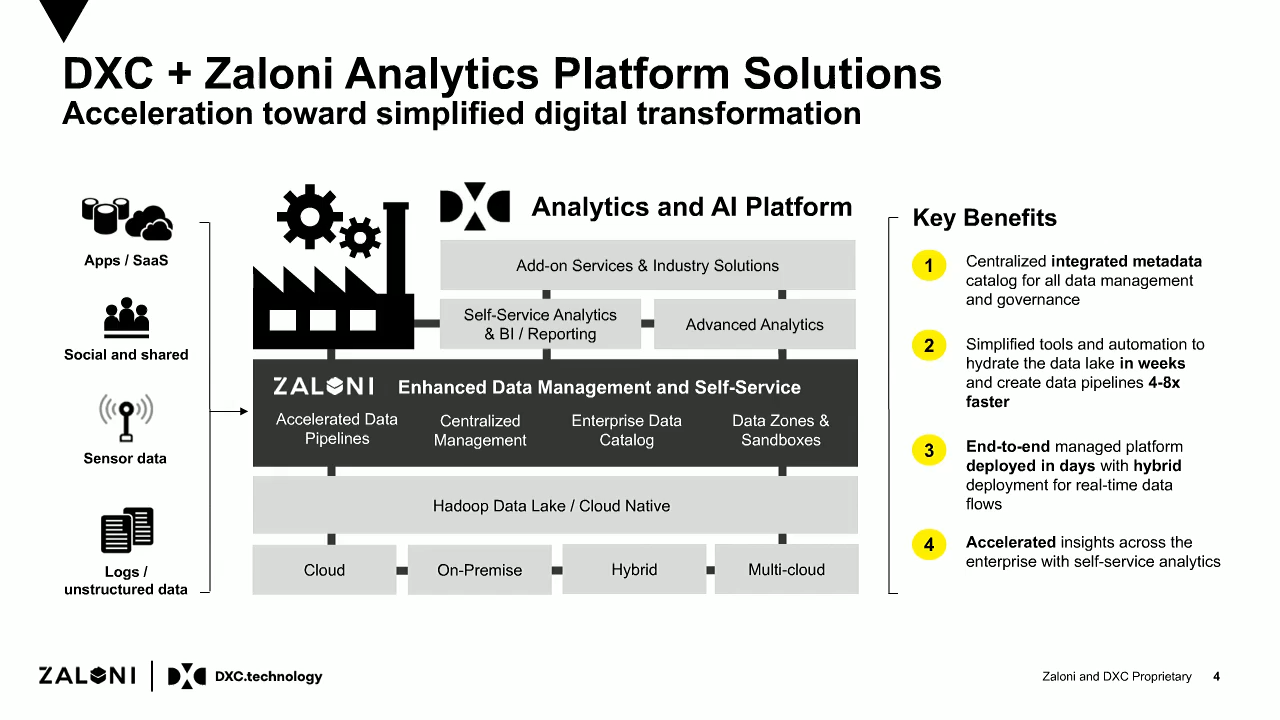 DXC + Zaloni Analytics Platform Solutions
Acceleration toward simplified digital transformation
Apps / SaaS
Social and shared
Sensor data
Logs /
unstructured data
DXC Analytics and AI Platform
Add-on Services & Industry Solutions
Self-Service Analytics
& BI / Reporting
Advanced Analytics
ZALONI Enhanced Data Management and Self-Service
Accelerated Data
Pipelines
Centralized
Management
Enterprise Data
Catalog
Data Zones &
Sandboxes
Hadoop Data Lake / Cloud Native
Cloud
On-Premise
Hybrid
Multi-cloud
Key Benefits
1
Centralized integrated metadata
catalog for all data management
and governance
2
Simplified tools and automation to
hydrate the data lake in weeks
and create data pipelines 4-8x
faster
3
End-to-end managed platform
deployed in days with hybrid
deployment for real-time data
flows
4
Accelerated insights across the
enterprise with self-service analytics
ZALONI | DXC DXC.technology
Zaloni and DXC Proprietary 4